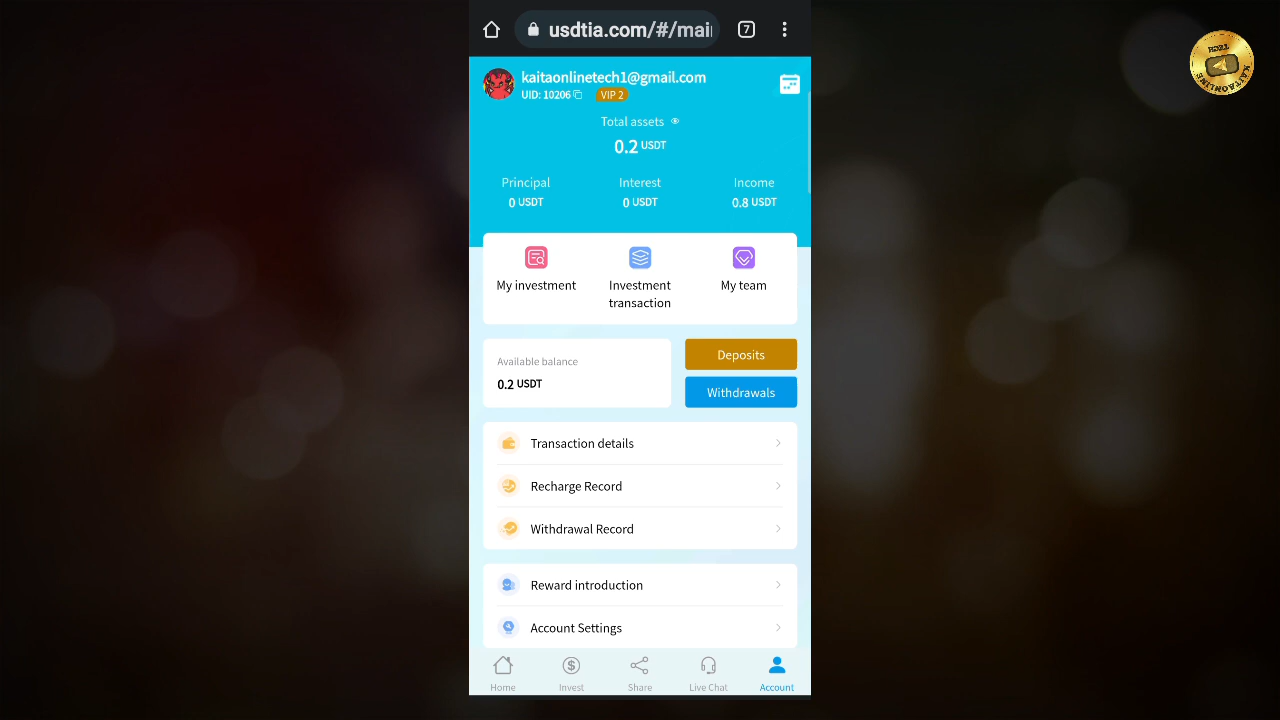 usdtia.com/#/mai
7
kaitaonlinetech1@gmail.com
UID: 10206 VIP 2
Total assets
0.2 USDT
Principal Interest Income
0 USDT 0 USDT 0.8 USDT
My investment Investment transaction My team
Available balance
0.2 USDT
Deposits
Withdrawals
Transaction details
Recharge Record
Withdrawal Record
Reward introduction
Account Settings
Home Invest Share Live Chat Account
TECH
KAITAONLINE